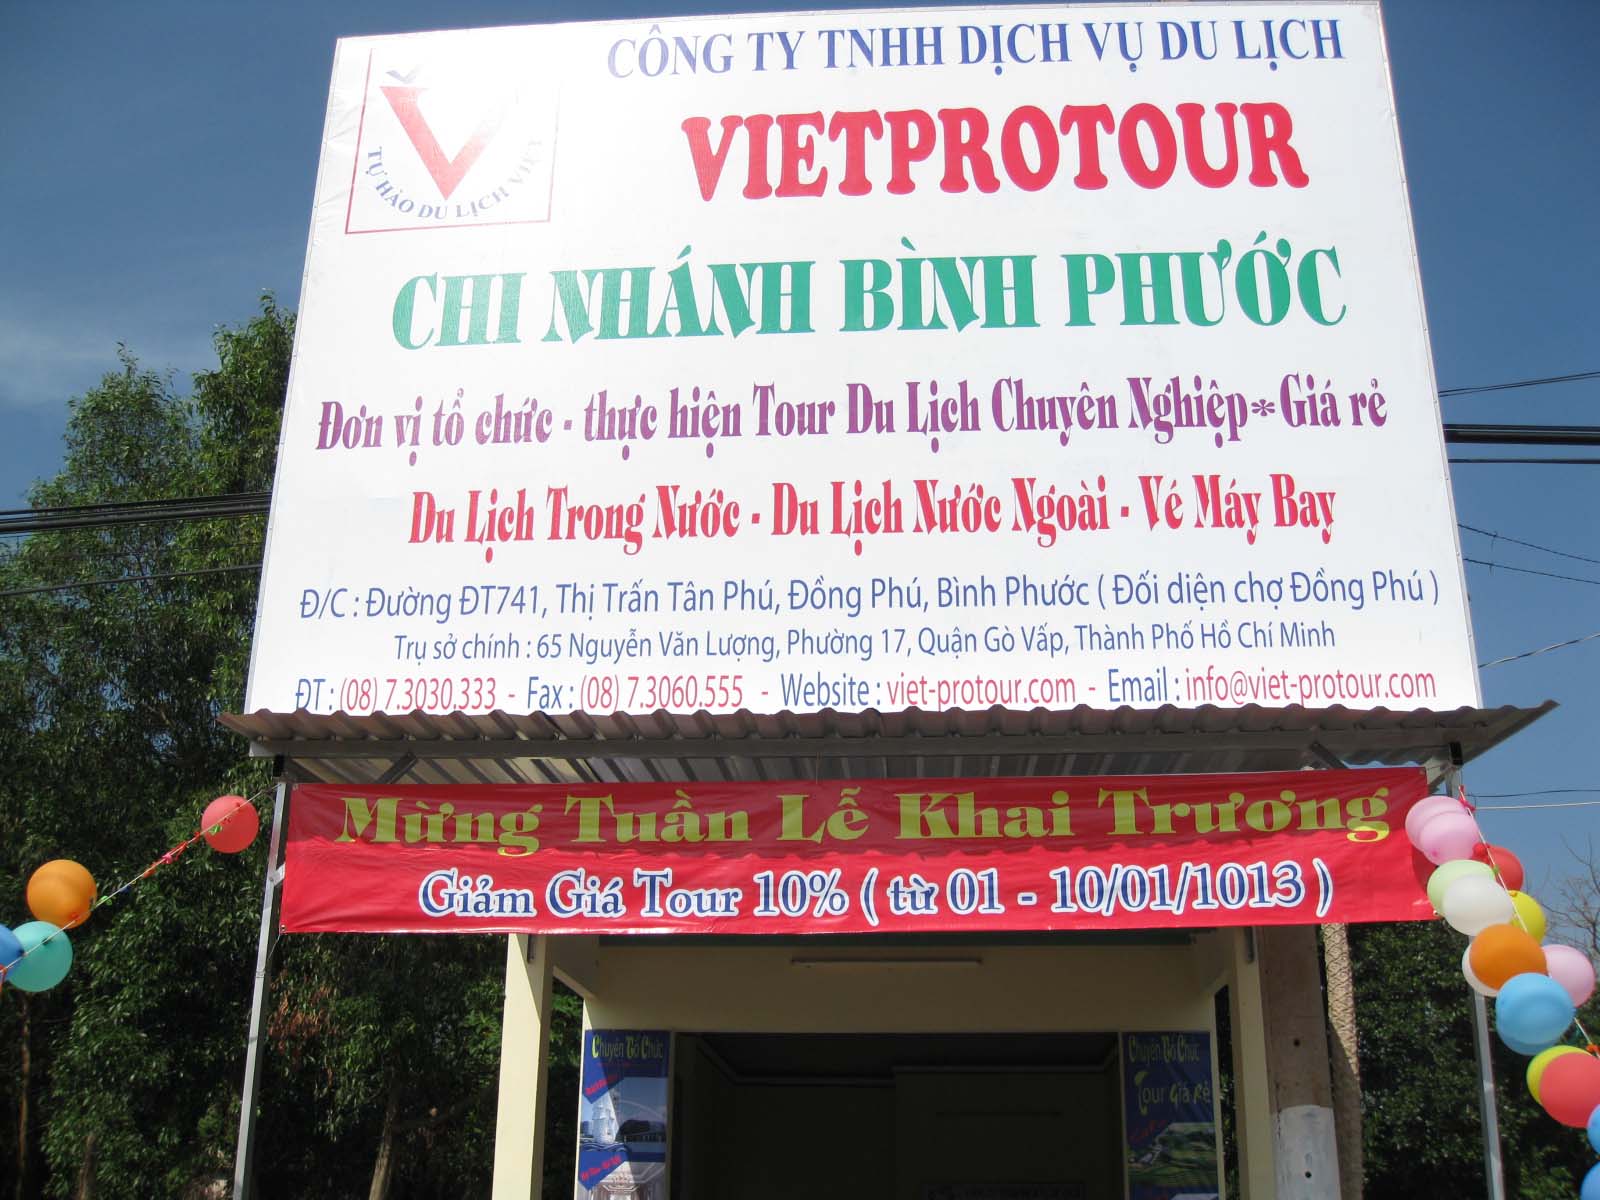 CÔNG TY TNHH DỊCH VỤ DU LỊCH
V
TỰ HÀO DU LỊCH VIỆT
VIETPROTOUR
CHI NHÁNH BÌNH PHƯỚC
Đơn vị tổ chức - thực hiện Tour Du Lịch Chuyên Nghiệp*Giá rẻ
Du Lịch Trong Nước - Du Lịch Nước Ngoài - Vé Máy Bay
Đ/C : Đường ĐT741, Thị Trấn Tân Phú, Đồng Phú, Bình Phước ( Đối diện chợ Đồng Phú )
Trụ sở chính : 65 Nguyễn Văn Lượng, Phường 17, Quận Gò Vấp, Thành Phố Hồ Chí Minh
ĐT : (08) 7.3030.333 - Fax : (08) 7.3060.555 - Website : viet-protour.com - Email : info@viet-protour.com
Mừng Tuần Lễ Khai Trương
Giảm Giá Tour 10% ( từ 01 - 10/01/1013 )
Chuyên Tổ Chức
Chuyên Tổ Chức
Tour Giá Rẻ